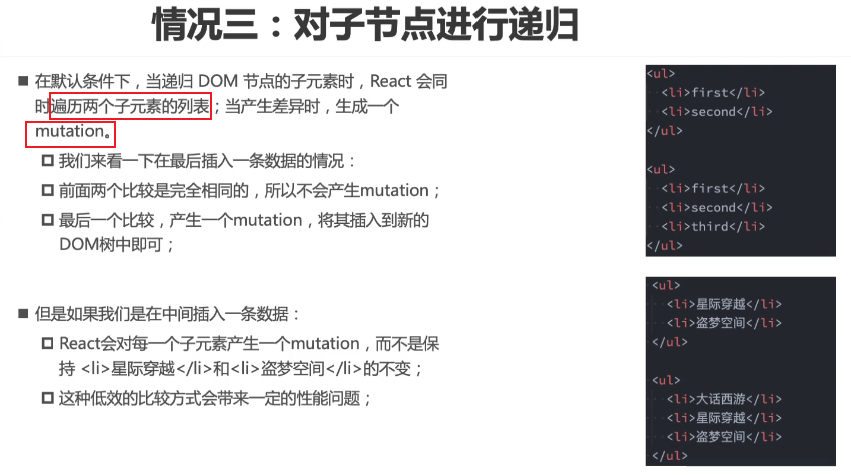 情况三：对子节点进行递归
■ 在默认条件下，当递归 DOM 节点的子元素时，React 会同
时遍历两个子元素的列表；当产生差异时，生成一个
mutation。
我们来看一下在最后插入一条数据的情况：
前面两个比较是完全相同的，所以不会产生mutation；
最后一个比较，产生一个mutation，将其插入到新的
DOM树中即可；
■ 但是如果我们是在中间插入一条数据：
React会对每一个子元素产生一个mutation，而不是保
持 <li>星际穿越</li>和<li>盗梦空间</li>的不变；
这种低效的比较方式会带来一定的性能问题；
<ul>
<li>first</li>
<li>second</li>
</ul>
<ul>
<li>first</li>
<li>second</li>
<li>third</li>
</ul>
<ul>
<li>星际穿越</li>
<li>盗梦空间</li>
</ul>
<ul>
<li>大话西游</li>
<li>星际穿越</li>
<li>盗梦空间</li>
</ul>